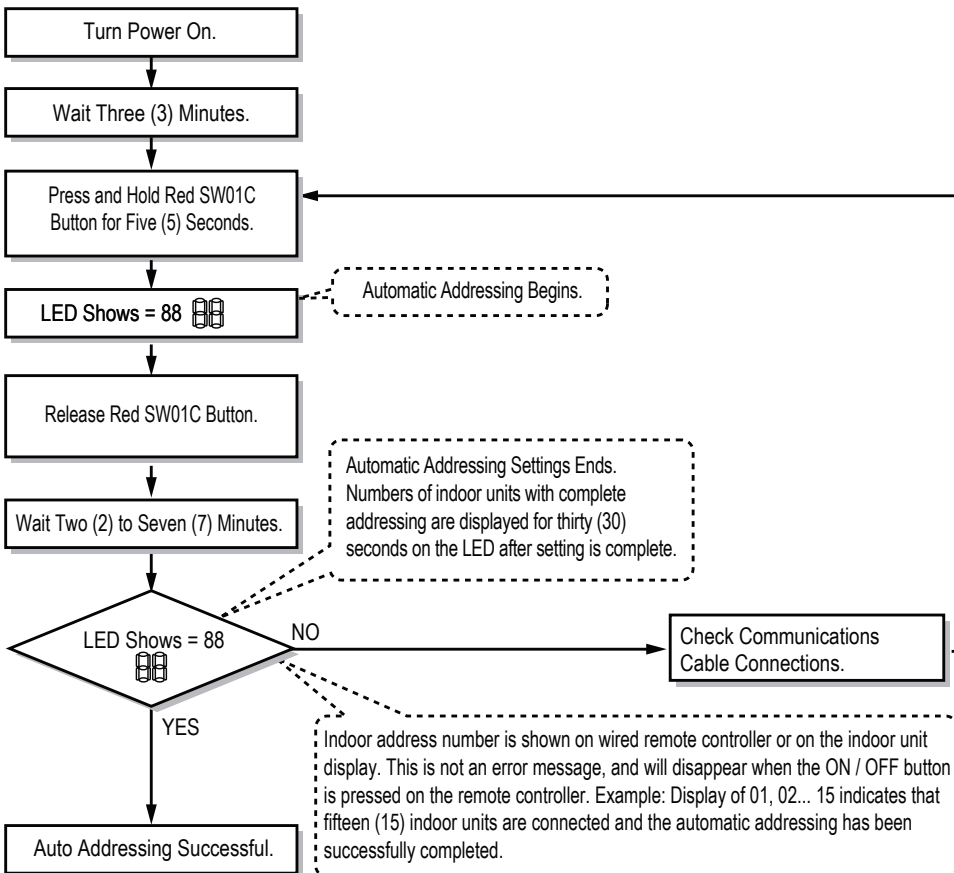 Turn Power On.
Wait Three (3) Minutes.
Press and Hold Red SW01C
Button for Five (5) Seconds.
LED Shows = 88 88
Automatic Addressing Begins.
Release Red SW01C Button.
Automatic Addressing Settings Ends.
Numbers of indoor units with complete
addressing are displayed for thirty (30)
seconds on the LED after setting is complete.
Wait Two (2) to Seven (7) Minutes.
LED Shows = 88
88
NO
Check Communications
Cable Connections.
YES
Indoor address number is shown on wired remote controller or on the indoor unit
display. This is not an error message, and will disappear when the ON / OFF button
is pressed on the remote controller. Example: Display of 01, 02... 15 indicates that
fifteen (15) indoor units are connected and the automatic addressing has been
successfully completed.
Auto Addressing Successful.